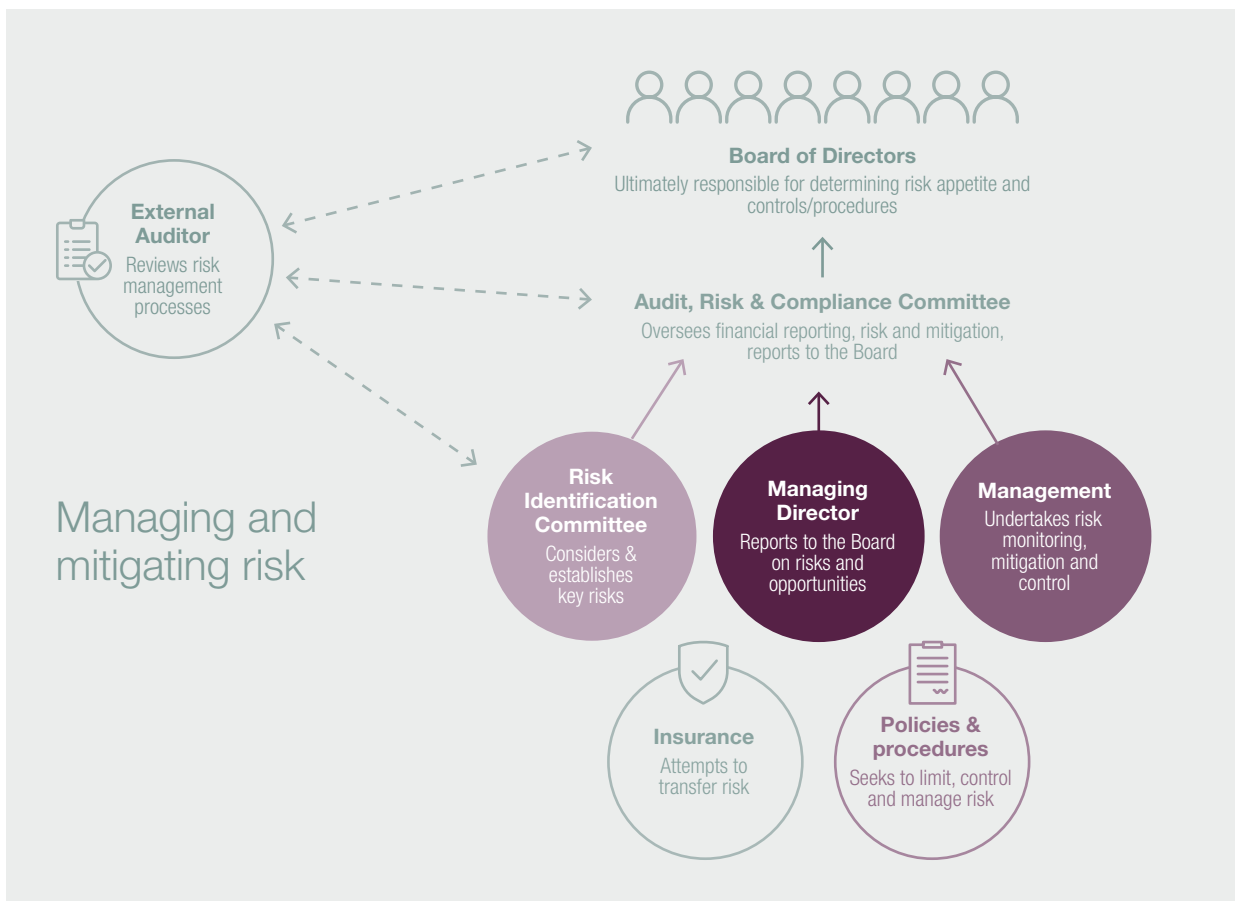 Board of Directors
Ultimately responsible for determining risk appetite and
controls/procedures
External
Auditor
Reviews risk
management
processes
Audit, Risk & Compliance Committee
Oversees financial reporting, risk and mitigation,
reports to the Board
Managing and
mitigating risk
Risk
Identification
Committee
Considers &
establishes
key risks
Managing
Director
Reports to the Board
on risks and
opportunities
Management
Undertakes risk
monitoring,
mitigation and
control
Insurance
Attempts to
transfer risk
Policies &
procedures
Seeks to limit, control
and manage risk